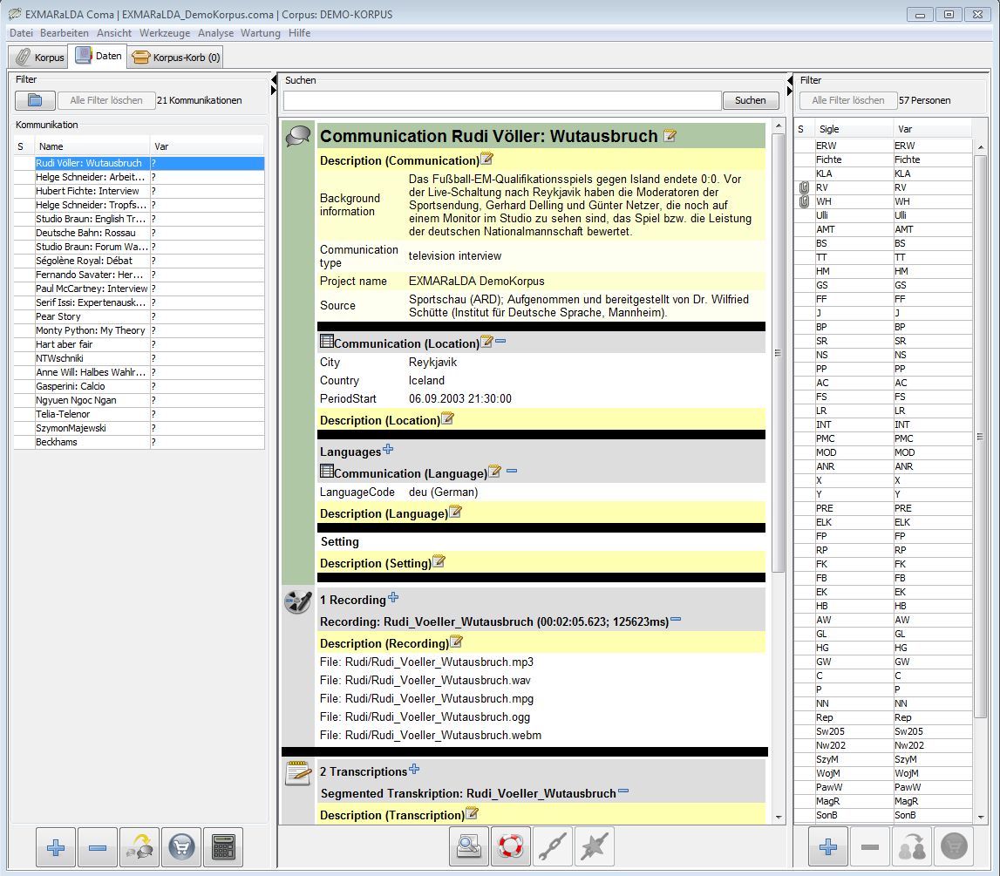 EXMARaLDA Coma | EXMARaLDA_DemoKorpus.coma | Corpus: DEMO-KORPUS
Datei Bearbeiten Ansicht Werkzeuge Analyse Wartung Hilfe
Korpus Daten Korpus-Korb (0)
Filter
Alle Filter löschen 21 Kommunikationen
Kommunikation
S Name Var
Rudi Völler: Wutausbruch ?
Helge Schneider: Arbeit... ?
Hubert Fichte: Interview ?
Helge Schneider: Tropfs... ?
Studio Braun: English Tr... ?
Deutsche Bahn: Rossau ?
Studio Braun: Forum Wa... ?
Ségolène Royal: Débat ?
Fernando Savater: Her... ?
Paul McCartney: Interview ?
Serif Issi: Expertenausk... ?
Pear Story ?
Monty Python: My Theory ?
Hart aber fair ?
NTWschniki ?
Anne Will: Halbes Wahlr... ?
Gasperini: Calcio ?
Ngyuen Ngoc Ngan ?
Telia-Telenor ?
SzymonMajewski ?
Beckhams ?
Suchen
Suchen
Communication Rudi Völler: Wutausbruch
Description (Communication)
Background information
Das Fußball-EM-Qualifikationsspiels gegen Island endete 0:0. Vor
der Live-Schaltung nach Reykjavik haben die Moderatoren der
Sportsendung, Gerhard Delling und Günter Netzer, die noch auf
einem Monitor im Studio zu sehen sind, das Spiel bzw. die Leistung
der deutschen Nationalmannschaft bewertet.
Communication type
television interview
Project name EXMARaLDA DemoKorpus
Source
Sportschau (ARD); Aufgenommen und bereitgestellt von Dr. Wilfried
Schütte (Institut für Deutsche Sprache, Mannheim).
Communication (Location)
City Reykjavik
Country Iceland
PeriodStart 06.09.2003 21:30:00
Description (Location)
Languages
Communication (Language)
LanguageCode deu (German)
Description (Language)
Setting
Description (Setting)
1 Recording
Recording: Rudi_Voeller_Wutausbruch (00:02:05.623; 125623ms)
Description (Recording)
File: Rudi/Rudi_Voeller_Wutausbruch.mp3
File: Rudi/Rudi_Voeller_Wutausbruch.wav
File: Rudi/Rudi_Voeller_Wutausbruch.mpg
File: Rudi/Rudi_Voeller_Wutausbruch.ogg
File: Rudi/Rudi_Voeller_Wutausbruch.webm
2 Transcriptions
Segmented Transkription: Rudi_Voeller_Wutausbruch
Description (Transcription)
Filter
Alle Filter löschen 57 Personen
S Sigle Var
ERW ERW
Fichte Fichte
KLA KLA
RV RV
WH WH
Ulli Ulli
AMT AMT
BS BS
TT TT
HM HM
GS GS
FF FF
J J
BP BP
SR SR
NS NS
PP PP
AC AC
FS FS
LR LR
INT INT
PMC PMC
MOD MOD
ANR ANR
X X
Y Y
PRE PRE
ELK ELK
FP FP
RP RP
FK FK
FB FB
EK EK
HB HB
AW AW
GL GL
HG HG
GW GW
C C
P P
NN NN
Rep Rep
Sw205 Sw205
Nw202 Nw202
SzyM SzyM
WojM WojM
PawW PawW
MagR MagR
SonB SonB